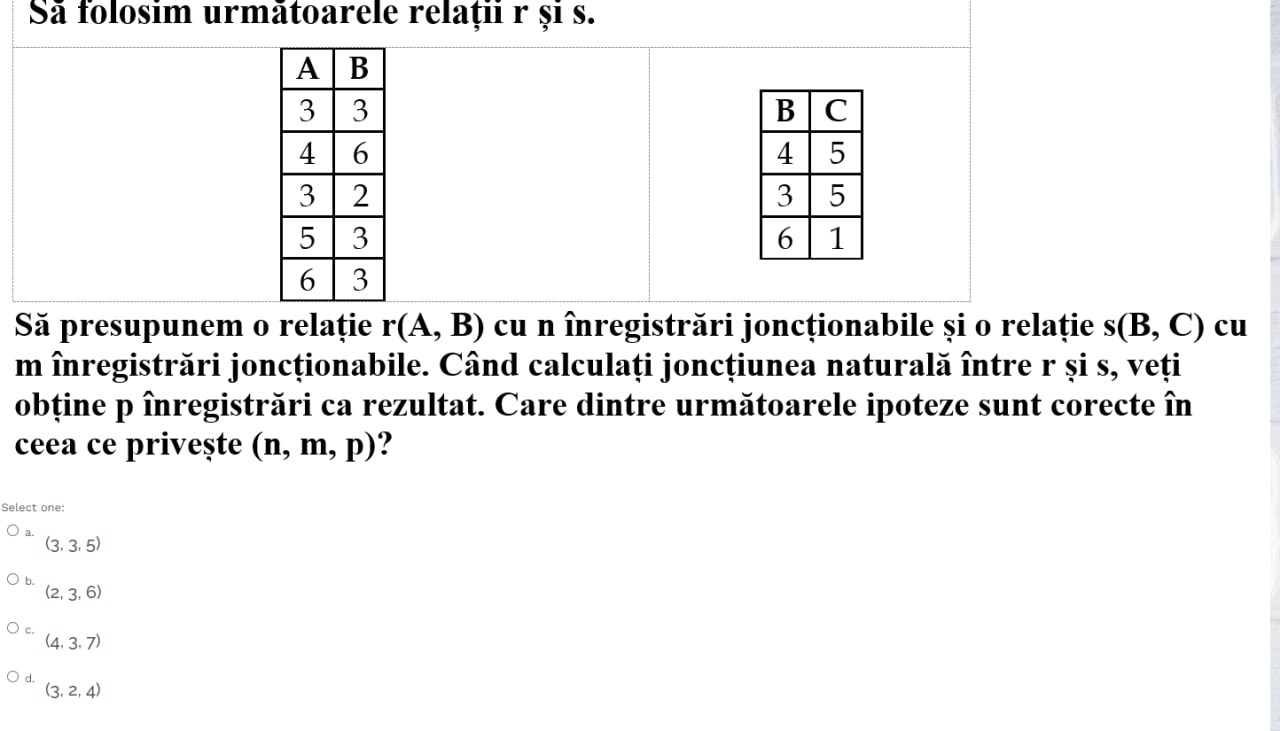 Să folosim următoarele relații r și s.
A B
3 3
4 6
3 2
5 3
6 3
B C
4 5
3 5
6 1
Să presupunem o relație r(A, B) cu n înregistrări joncționabile și o relație s(B, C) cu
m înregistrări joncționabile. Când calculați joncțiunea naturală între r și s, veți
obține p înregistrări ca rezultat. Care dintre următoarele ipoteze sunt corecte în
ceea ce privește (n, m, p)?
Select one:
a.
(3, 3, 5)
b.
(2, 3, 6)
c.
(4, 3, 7)
d.
(3, 2, 4)